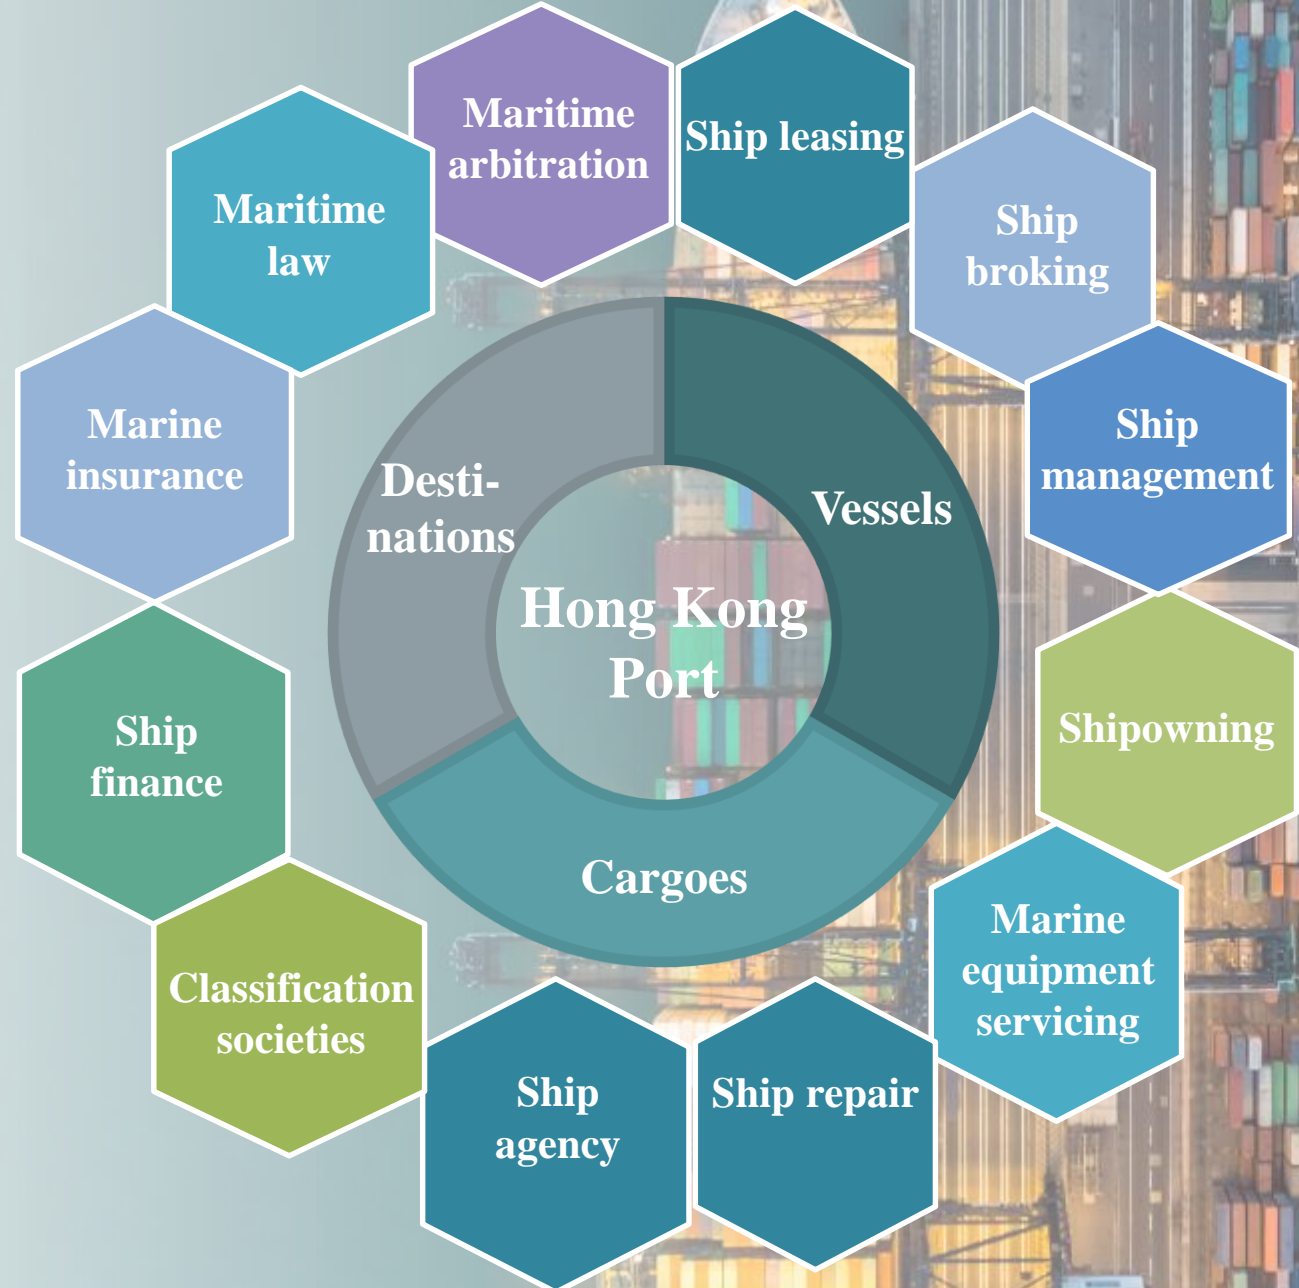 Maritime
arbitration
Ship leasing
Ship
broking
Ship
management
Shipowning
Marine
equipment
servicing
Ship repair
Ship
agency
Classification
societies
Ship
finance
Marine
insurance
Maritime
law
Desti-
nations
Vessels
Cargoes
Hong Kong
Port